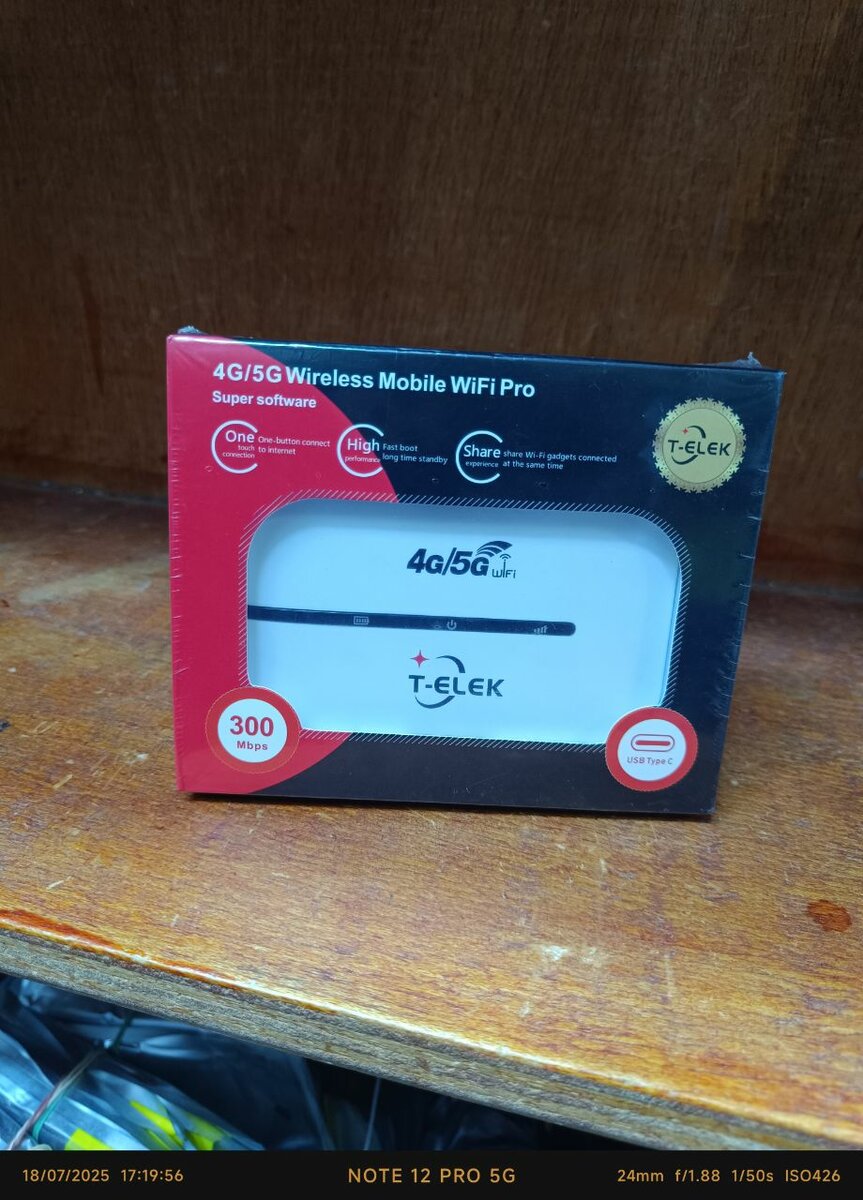 4G/5G Wireless Mobile WiFi Pro
Super software
One
touch
connection
One-button connect
to internet
High
performance
Fast boot
long time standby
Share
experience
share Wi-Fi gadgets connected
at the same time
T-ELEK
4G/5G WiFi
T-ELEK
300
Mbps
USB Type C
18/07/2025 17:19:56
NOTE 12 PRO 5G
24mm f/1.88 1/50s ISO426